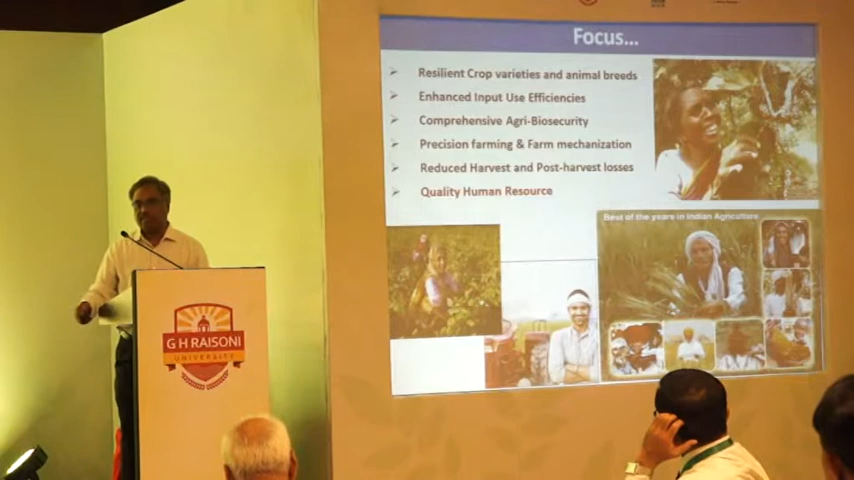 Focus...
Resilient Crop varieties and animal breeds
Enhanced Input Use Efficiencies
Comprehensive Agri-Biosecurity
Precision farming & Farm mechanization
Reduced Harvest and Post-harvest losses
Quality Human Resource
Best of the years in Indian Agriculture
G H RAISONI
UNIVERSITY